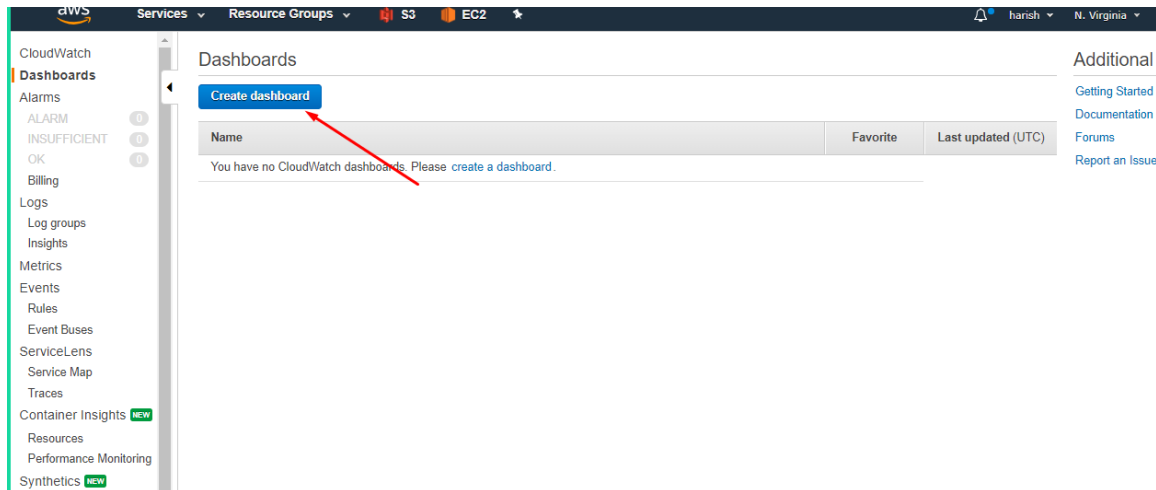 aws Services Resource Groups S3 EC2 harish N. Virginia
CloudWatch
Dashboards
Alarms
ALARM 0
INSUFFICIENT 0
OK 0
Billing
Logs
Log groups
Insights
Metrics
Events
Rules
Event Buses
ServiceLens
Service Map
Traces
Container Insights NEW
Resources
Performance Monitoring
Synthetics NEW
Dashboards
Create dashboard
Name Favorite Last updated (UTC)
You have no CloudWatch dashboards. Please create a dashboard.
Additional
Getting Started
Documentation
Forums
Report an Issue